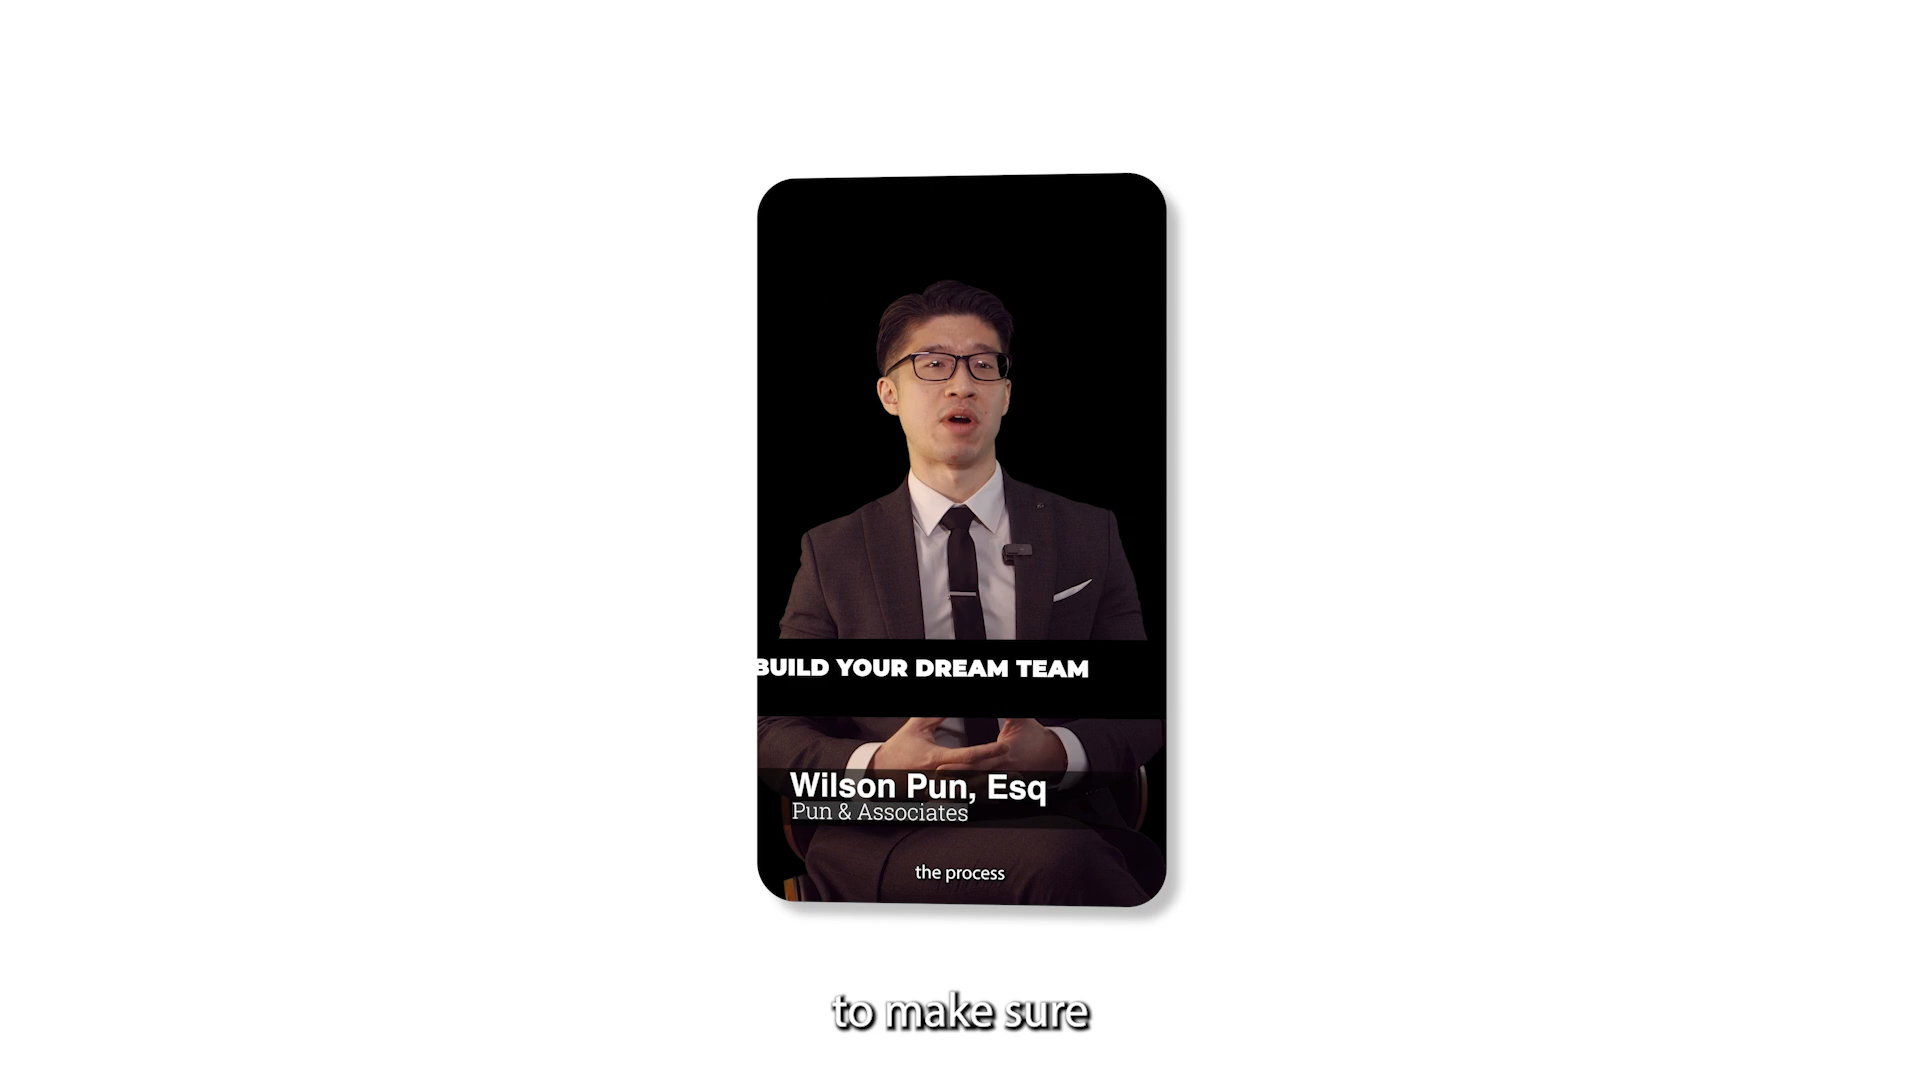 BUILD YOUR DREAM TEAM
Wilson Pun, Esq
Pun & Associates
the process
to make sure